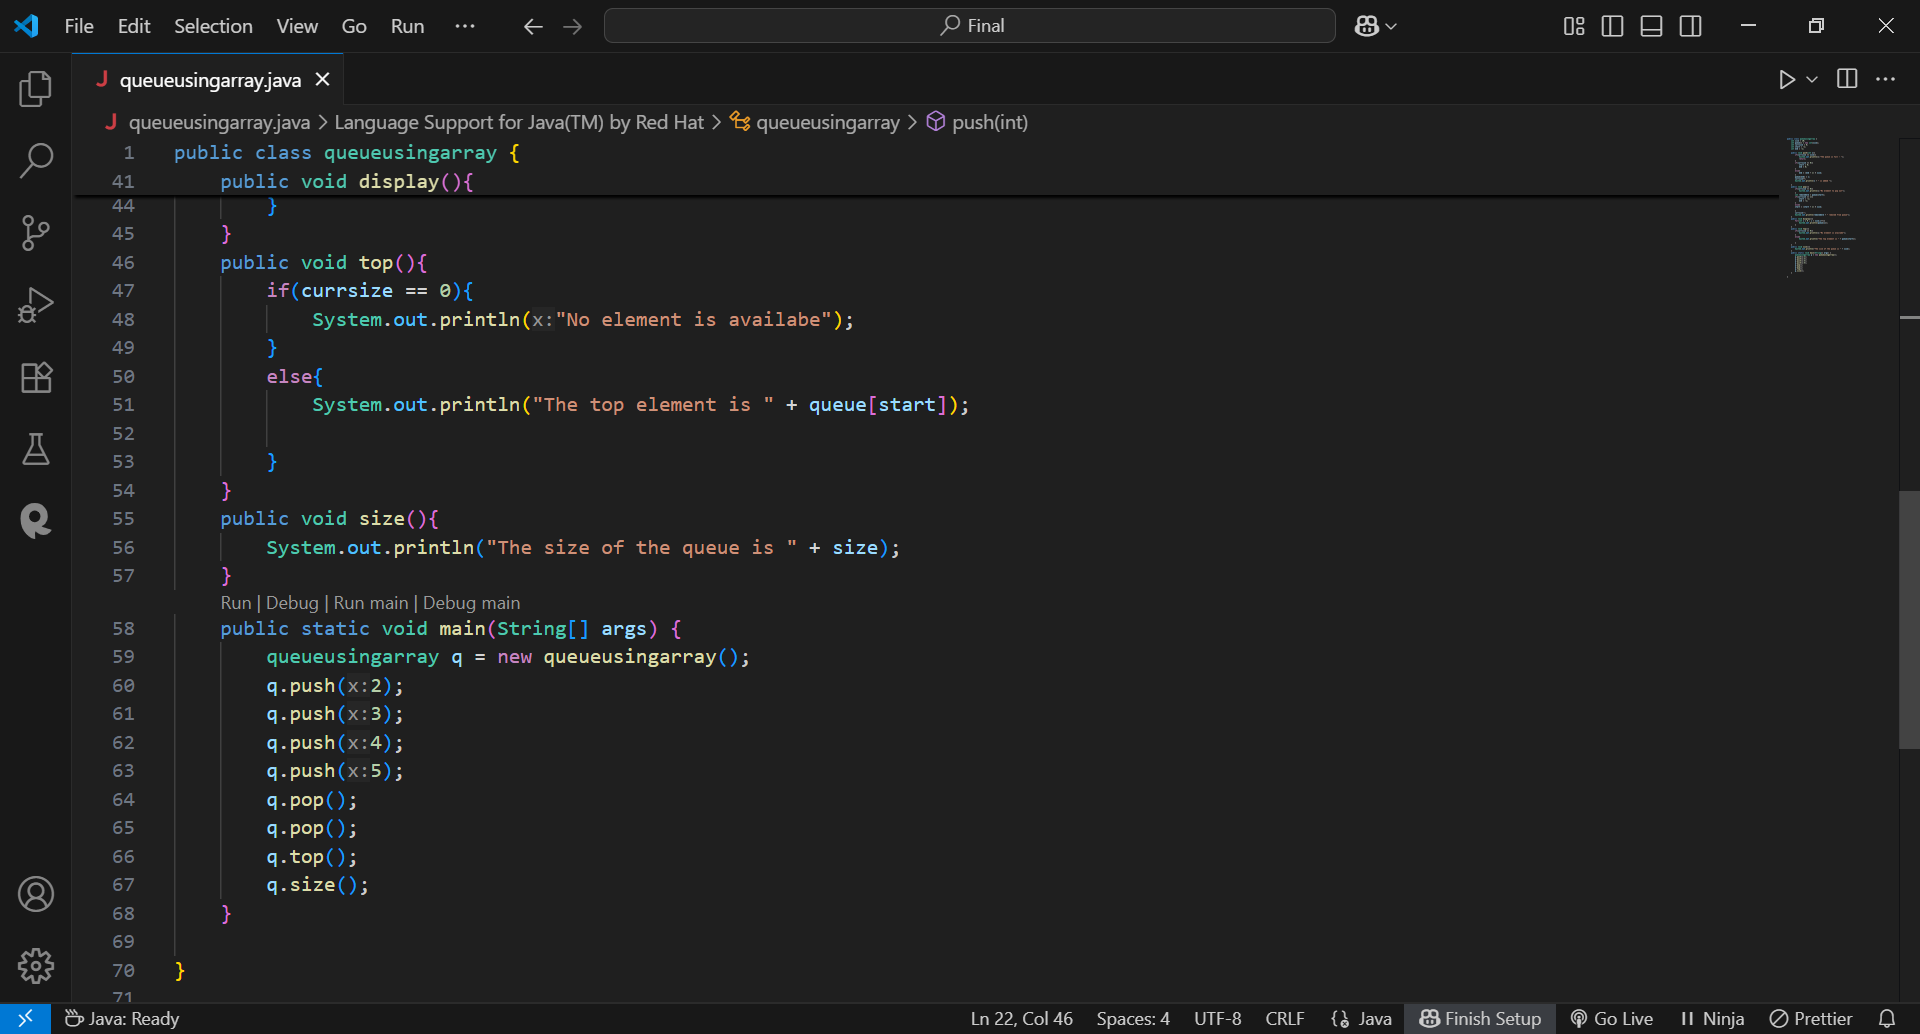 File Edit Selection View Go Run ··· Final
queueusingarray.java
queueusingarray.java > Language Support for Java(TM) by Red Hat > queueusingarray > push(int)
1 public class queueusingarray {
41 public void display(){
44 }
45 }
46 public void top(){
47 if(currsize == 0){
48 System.out.println(x:"No element is availabe");
49 }
50 else{
51 System.out.println("The top element is " + queue[start]);
52
53 }
54 }
55 public void size(){
56 System.out.println("The size of the queue is " + size);
57 }
Run | Debug | Run main | Debug main
58 public static void main(String[] args) {
59 queueusingarray q = new queueusingarray();
60 q.push(x:2);
61 q.push(x:3);
62 q.push(x:4);
63 q.push(x:5);
64 q.pop();
65 q.pop();
66 q.top();
67 q.size();
68 }
69
70 }
71
Java: Ready Ln 22, Col 46 Spaces: 4 UTF-8 CRLF Java Finish Setup Go Live Ninja Prettier